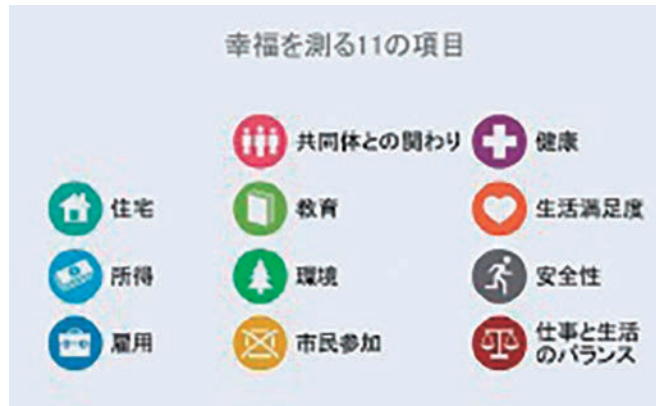 幸福を測る11の項目
住宅
所得
雇用
共同体との関わり
教育
環境
市民参加
健康
生活満足度
安全性
仕事と生活
のバランス